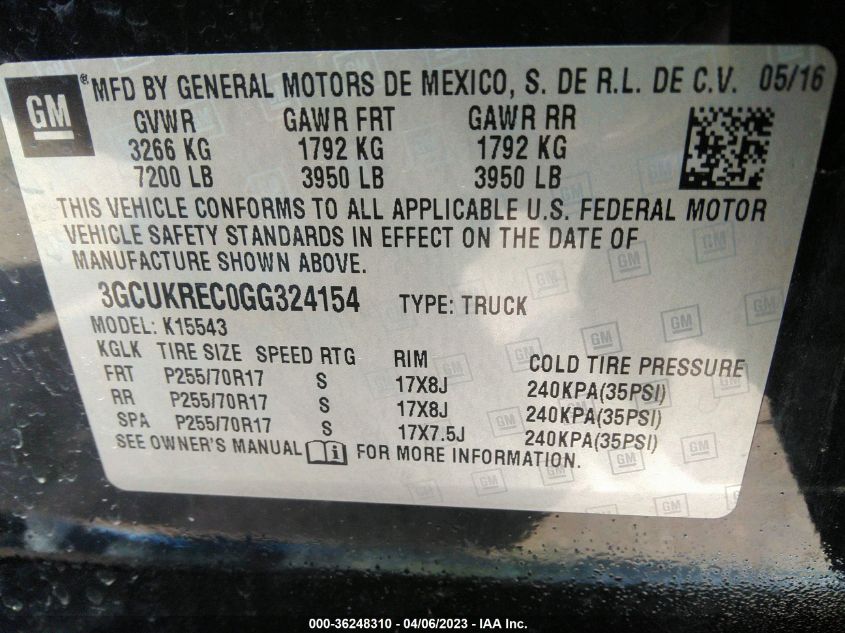 GM ® MFD BY GENERAL MOTORS DE MEXICO, S. DE R.L. DE C.V. 05/16
GVWR GAWR FRT GAWR RR
3266 KG 1792 KG 1792 KG
7200 LB 3950 LB 3950 LB
THIS VEHICLE CONFORMS TO ALL APPLICABLE U.S. FEDERAL MOTOR
VEHICLE SAFETY STANDARDS IN EFFECT ON THE DATE OF
MANUFACTURE SHOWN ABOVE.
3GCUKREC0GG324154 TYPE: TRUCK
MODEL: K15543
KGLK TIRE SIZE SPEED RTG RIM COLD TIRE PRESSURE
FRT P255/70R17 S 17X8J 240KPA(35PSI)
RR P255/70R17 S 17X8J 240KPA(35PSI)
SPA P255/70R17 S 17X7.5J 240KPA(35PSI)
SEE OWNER'S MANUAL FOR MORE INFORMATION.
000-36248310 - 04/06/2023 - IAA Inc.